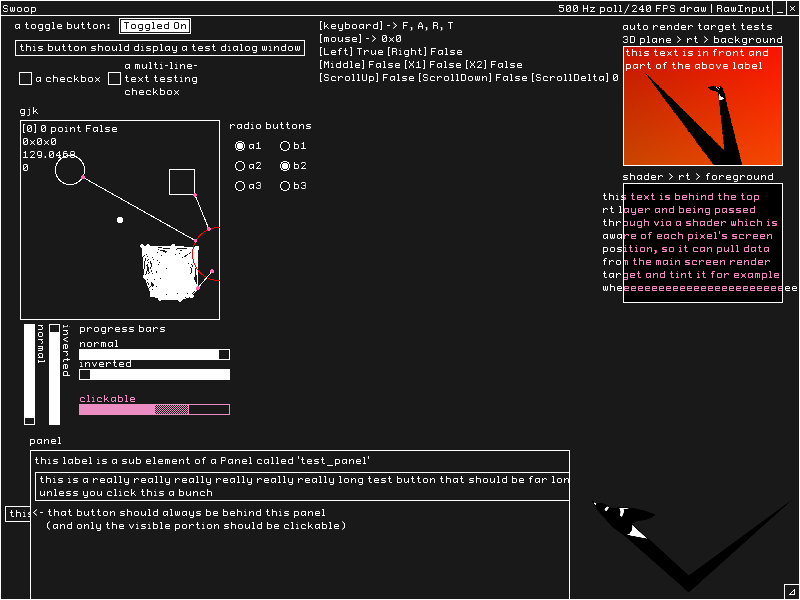 Swoop
500 Hz poll/240 FPS draw | RawInput
a toggle button: Toggled On
this button should display a test dialog window
a checkbox
a multi-line-
text testing
checkbox
[keyboard] -> F, A, R, T
[mouse] -> 0x0
[Left] True [Right] False
[Middle] False [X1] False [X2] False
[ScrollUp] False [ScrollDown] False [ScrollDelta] 0
auto render target tests
3D plane > rt > background
this text is in front and
part of the above label
gjk
[0] 0 point False
0x0x0
129.0468
0
radio buttons
a1
b1
a2
b2
a3
b3
shader > rt > foreground
this text is behind the top
rt layer and being passed
through via a shader which is
aware of each pixel's screen
position, so it can pull data
from the main screen render
target and tint it for example
wheeeeeeeeeeeeeeeeeeeeeeeeee
normal
inverted
progress bars
normal
inverted
clickable
panel
this label is a sub element of a Panel called 'test_panel'
this is a really really really really really really long test button that should be far lon
unless you click this a bunch
this
<- that button should always be behind this panel
(and only the visible portion should be clickable)